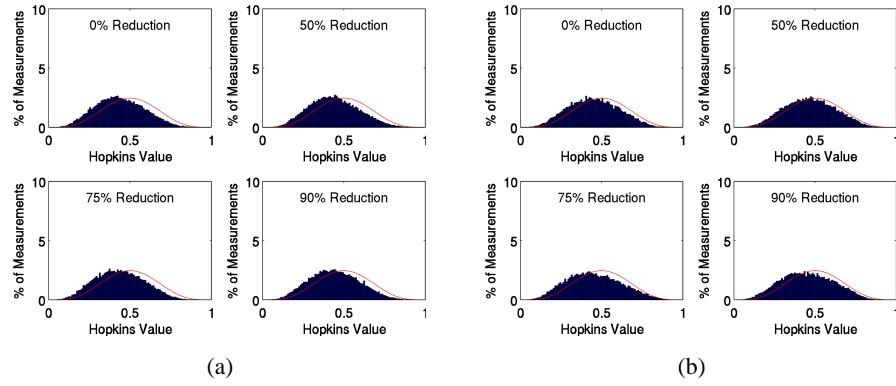 % of Measurements
10
5
0
0% Reduction
0
0.5
1
Hopkins Value
% of Measurements
10
5
0
50% Reduction
0
0.5
1
Hopkins Value
% of Measurements
10
5
0
75% Reduction
0
0.5
1
Hopkins Value
% of Measurements
10
5
0
90% Reduction
0
0.5
1
Hopkins Value
(a)
% of Measurements
10
5
0
0% Reduction
0
0.5
1
Hopkins Value
% of Measurements
10
5
0
50% Reduction
0
0.5
1
Hopkins Value
% of Measurements
10
5
0
75% Reduction
0
0.5
1
Hopkins Value
% of Measurements
10
5
0
90% Reduction
0
0.5
1
Hopkins Value
(b)